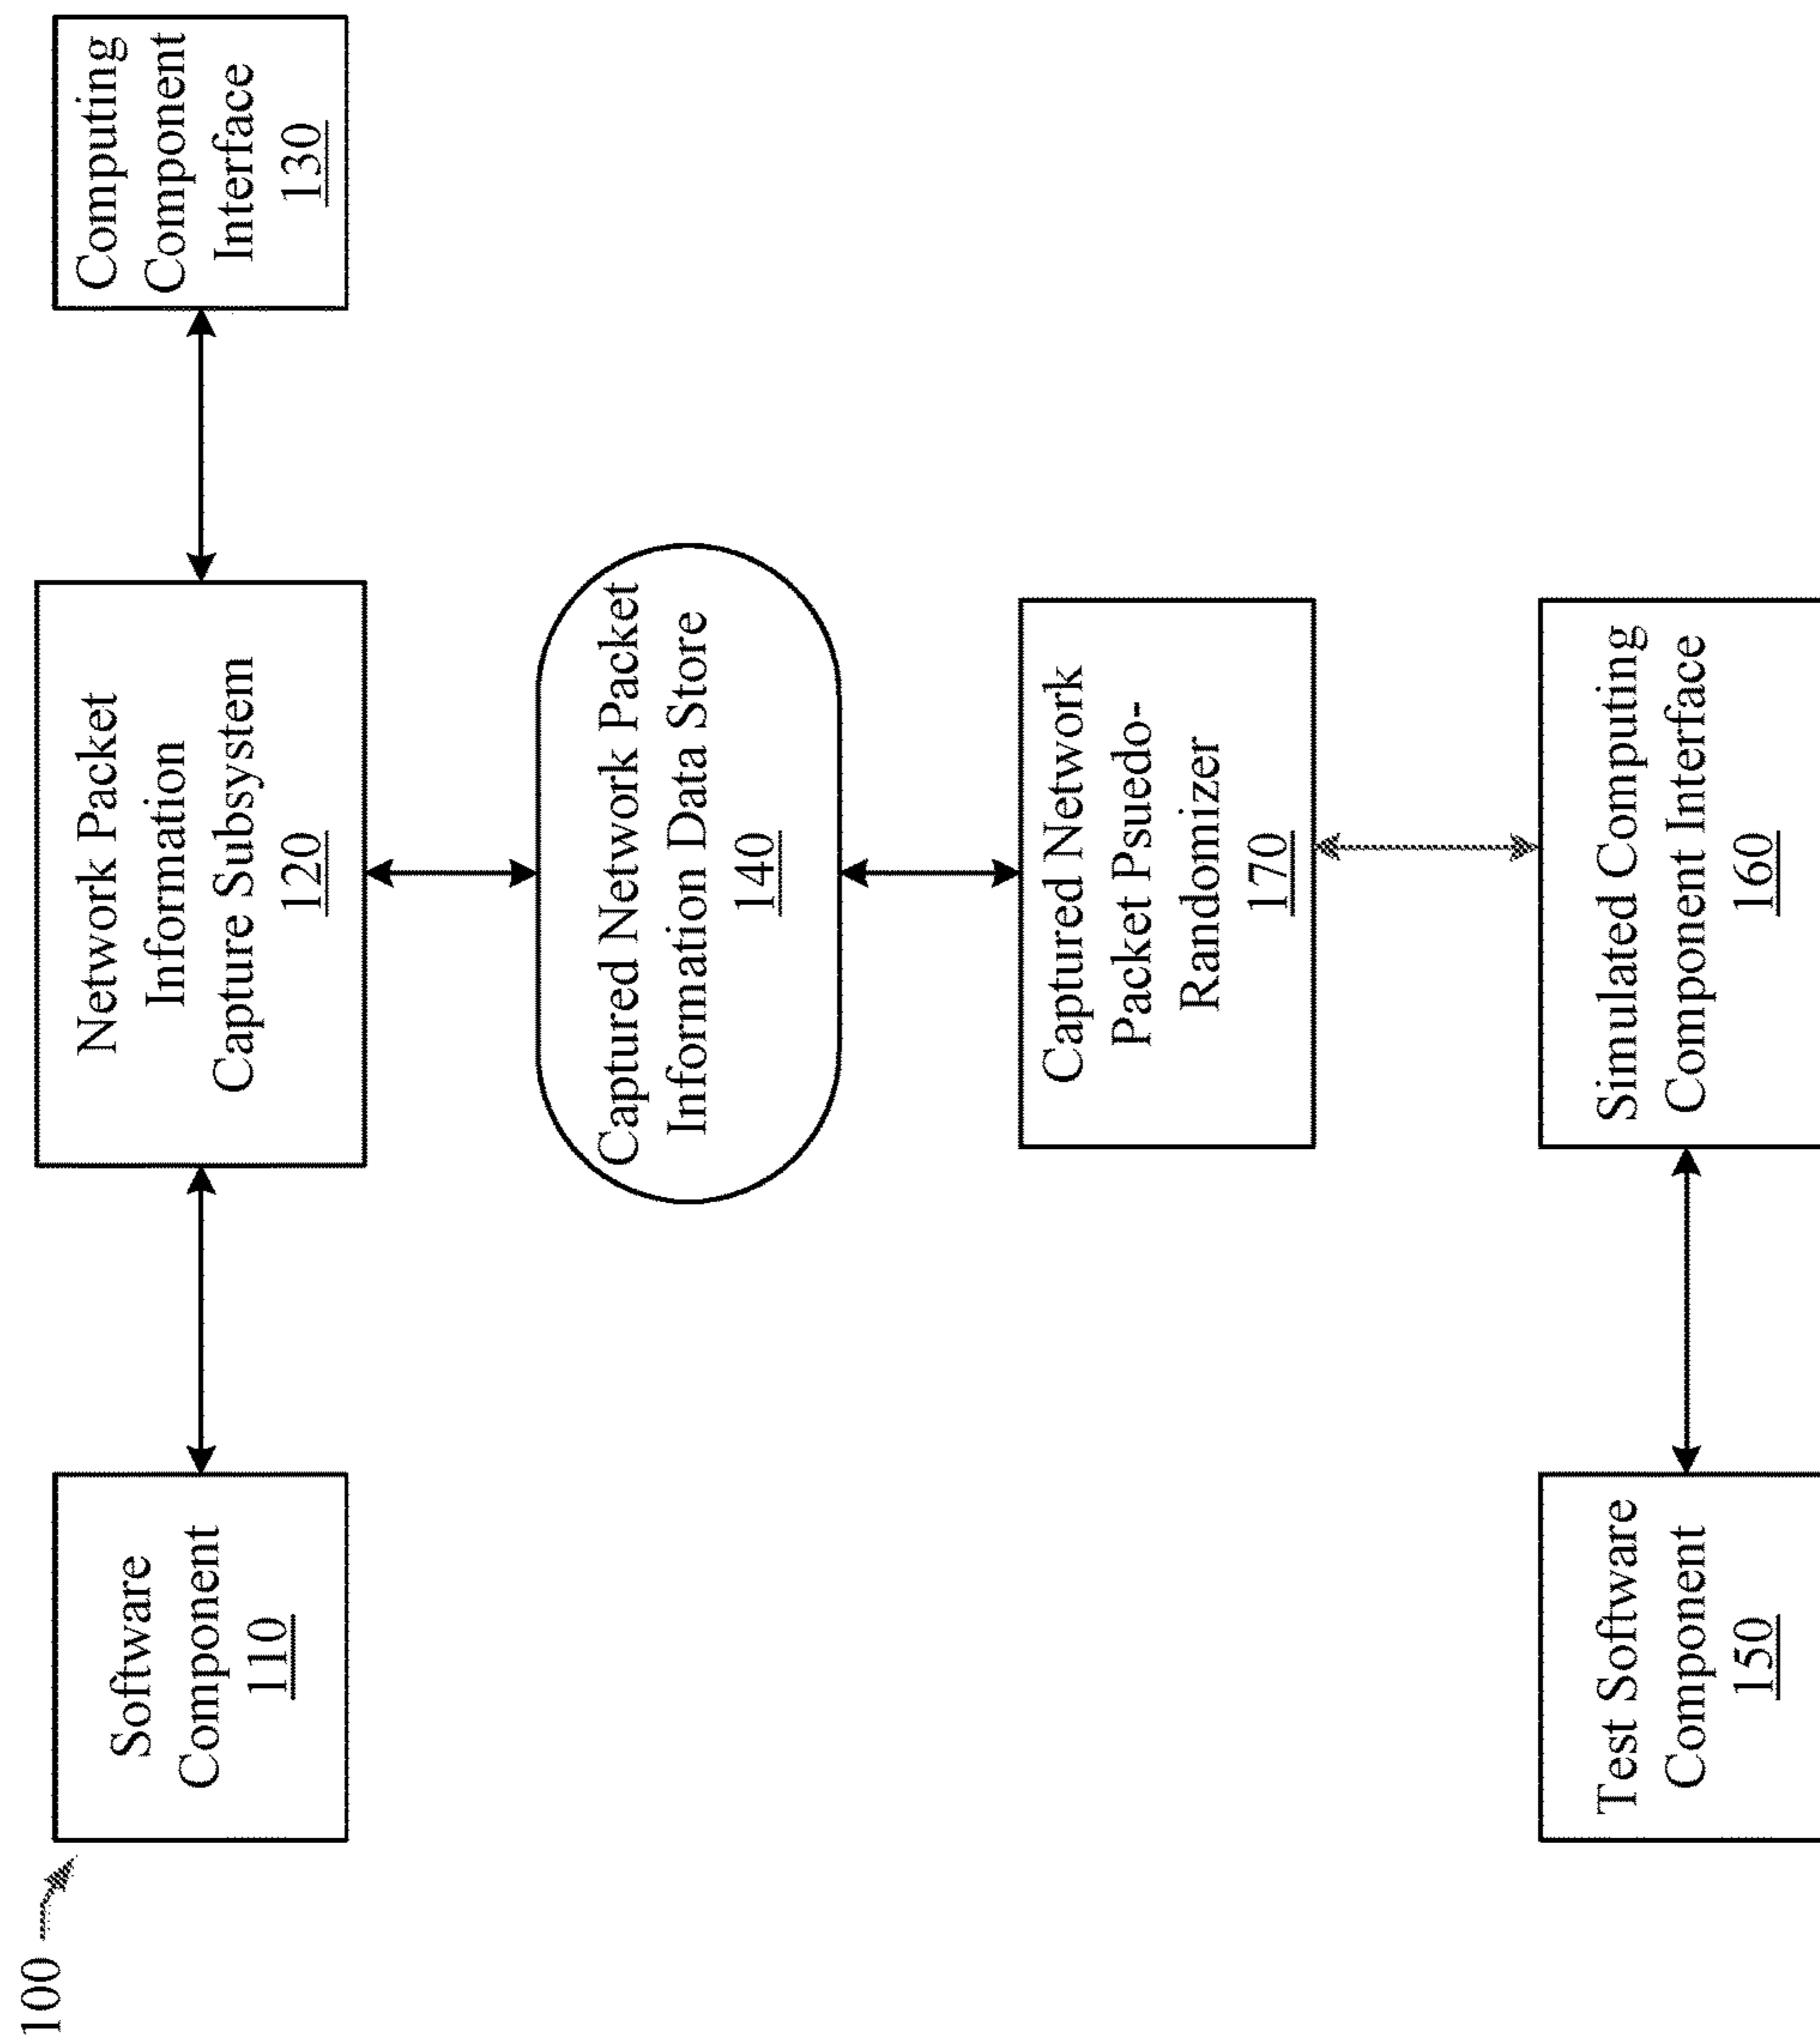 100
Software
Component
110
Network Packet
Information
Capture Subsystem
120
Computing
Component
Interface
130
Captured Network Packet
Information Data Store
140
Captured Network
Packet Psuedo-
Randomizer
170
Test Software
Component
150
Simulated Computing
Component Interface
160